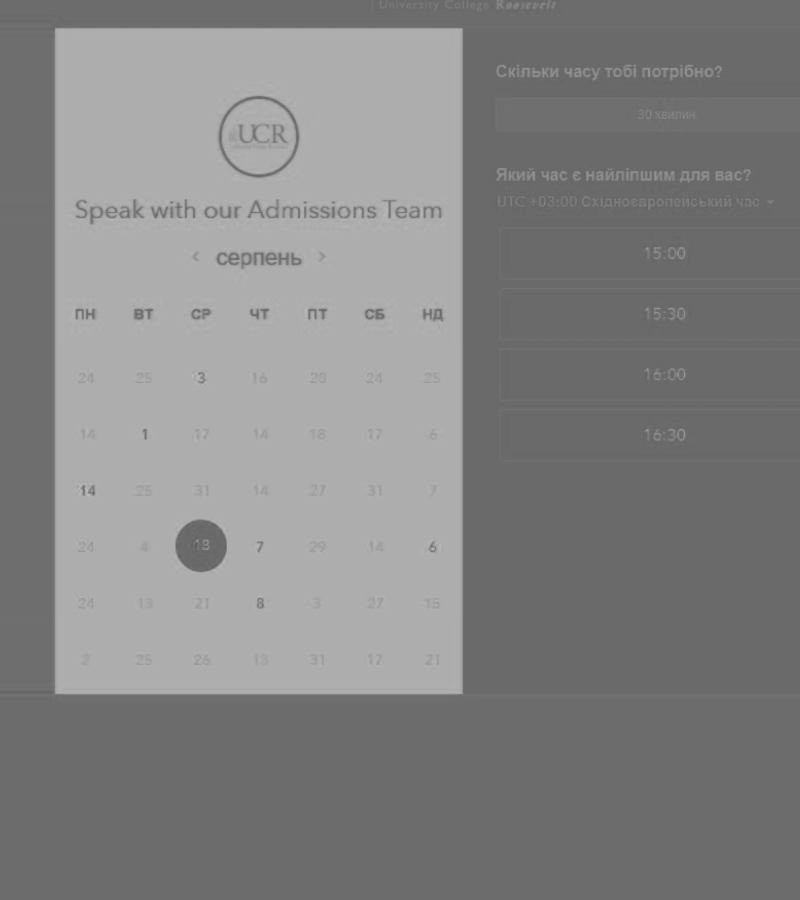 University College Roosevelt
UCR
Speak with our Admissions Team
< серпень >
ПН ВТ СР ЧТ ПТ СБ НД
24 25 3 16 28 24 25
14 1 17 14 18 17 6
14 25 31 14 27 31 7
24 4 18 7 29 14 6
24 13 21 8 3 27 15
2 25 26 13 31 17 21
Скільки часу тобі потрібно?
30 хвилин
Який час є найліпшим для вас?
UTC +03:00 Східноєвропейський час
15:00
15:30
16:00
16:30